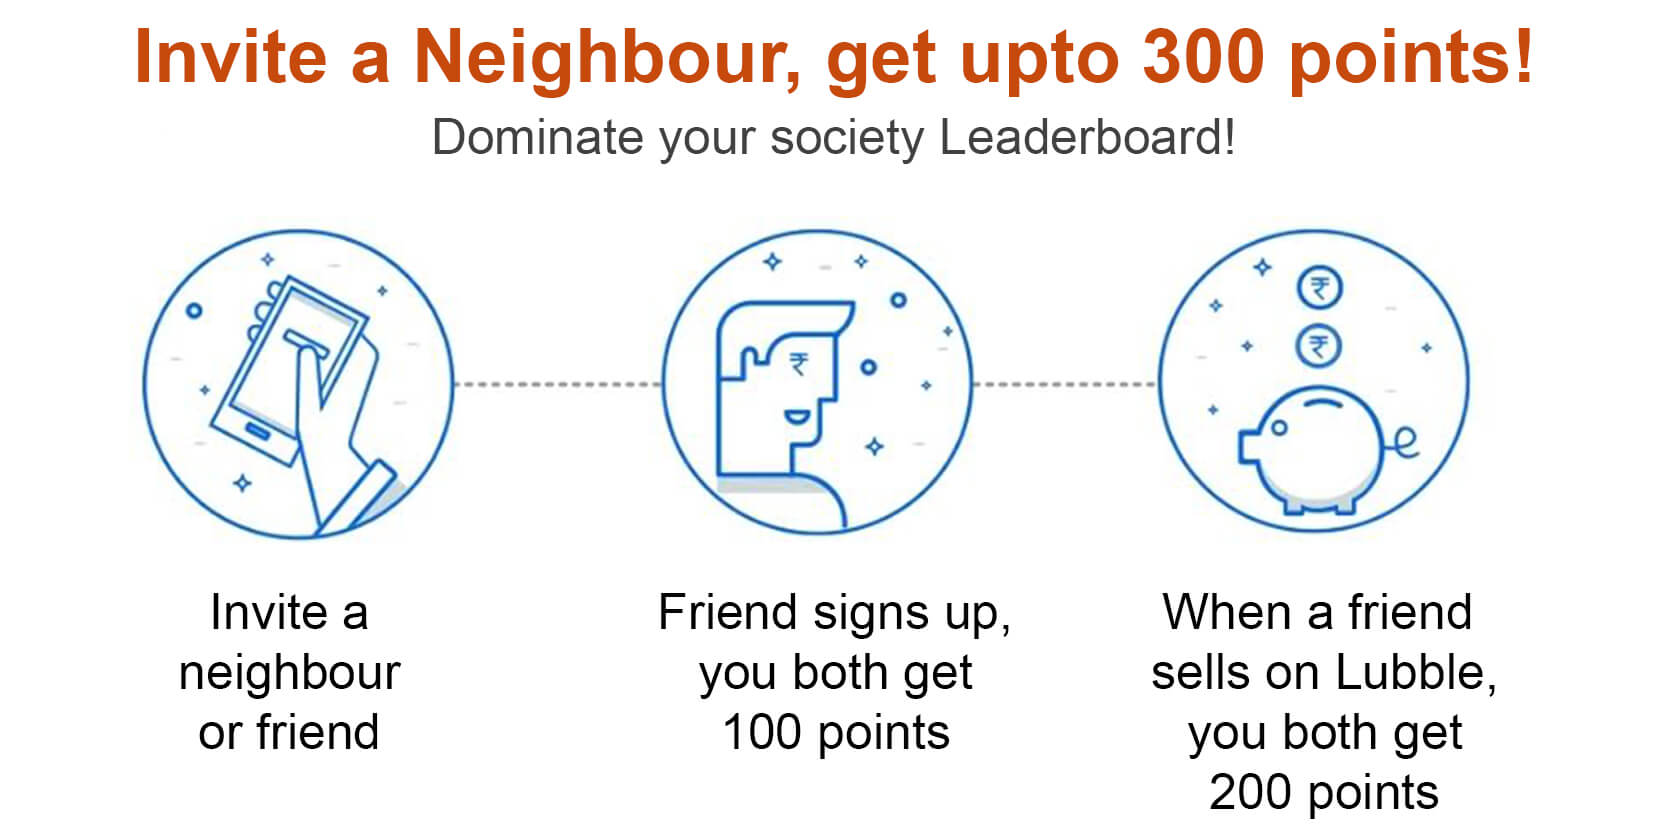 Invite a Neighbour, get upto 300 points!
Dominate your society Leaderboard!
₹
₹
₹
Invite a
neighbour
or friend
Friend signs up,
you both get
100 points
When a friend
sells on Lubble,
you both get
200 points